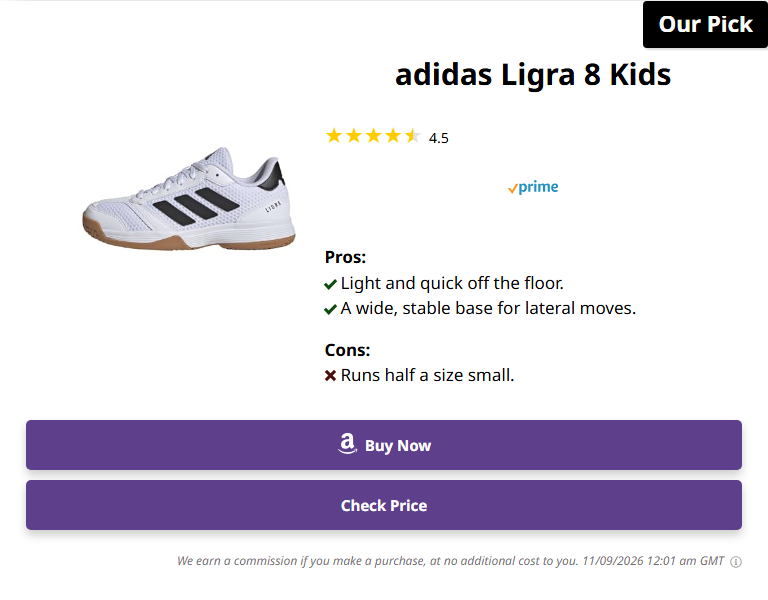 Our Pick
adidas Ligra 8 Kids
4.5
prime
LIGRA
Pros:
Light and quick off the floor.
A wide, stable base for lateral moves.
Cons:
Runs half a size small.
Buy Now
Check Price
We earn a commission if you make a purchase, at no additional cost to you. 11/09/2026 12:01 am GMT